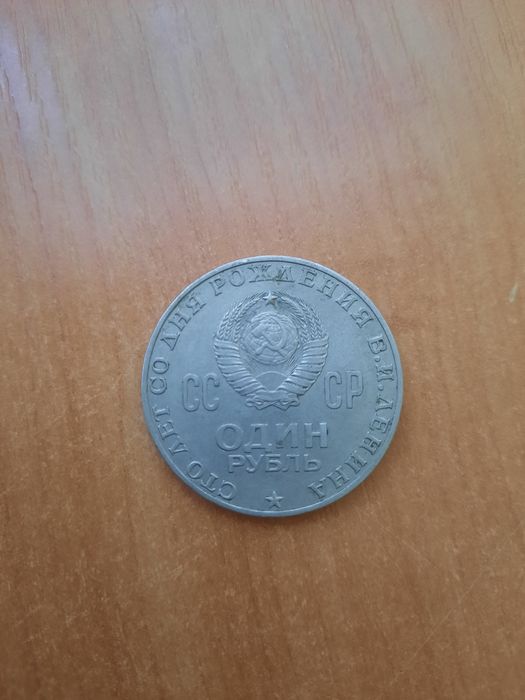 СТО ЛЕТ СО ДНЯ РОЖДЕНИЯ В.И.ЛЕНИНА
СС СР
ОДИН
РУБЛЬ